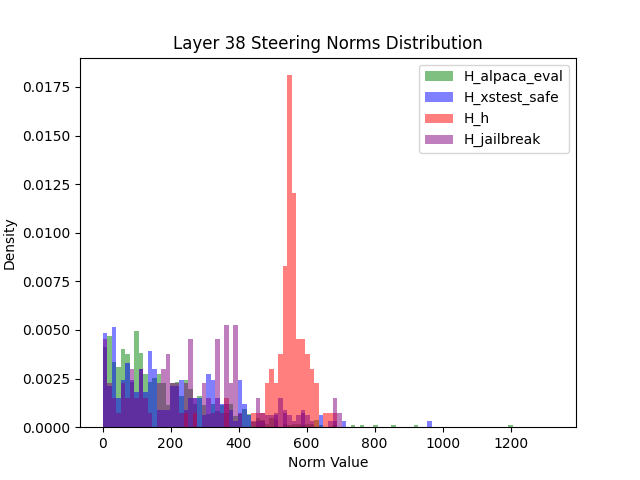 Layer 38 Steering Norms Distribution
H_alpaca_eval
H_xstest_safe
H_h
H_jailbreak
0.0175
0.0150
0.0125
0.0100
0.0075
0.0050
0.0025
0.0000
Density
0 200 400 600 800 1000 1200
Norm Value